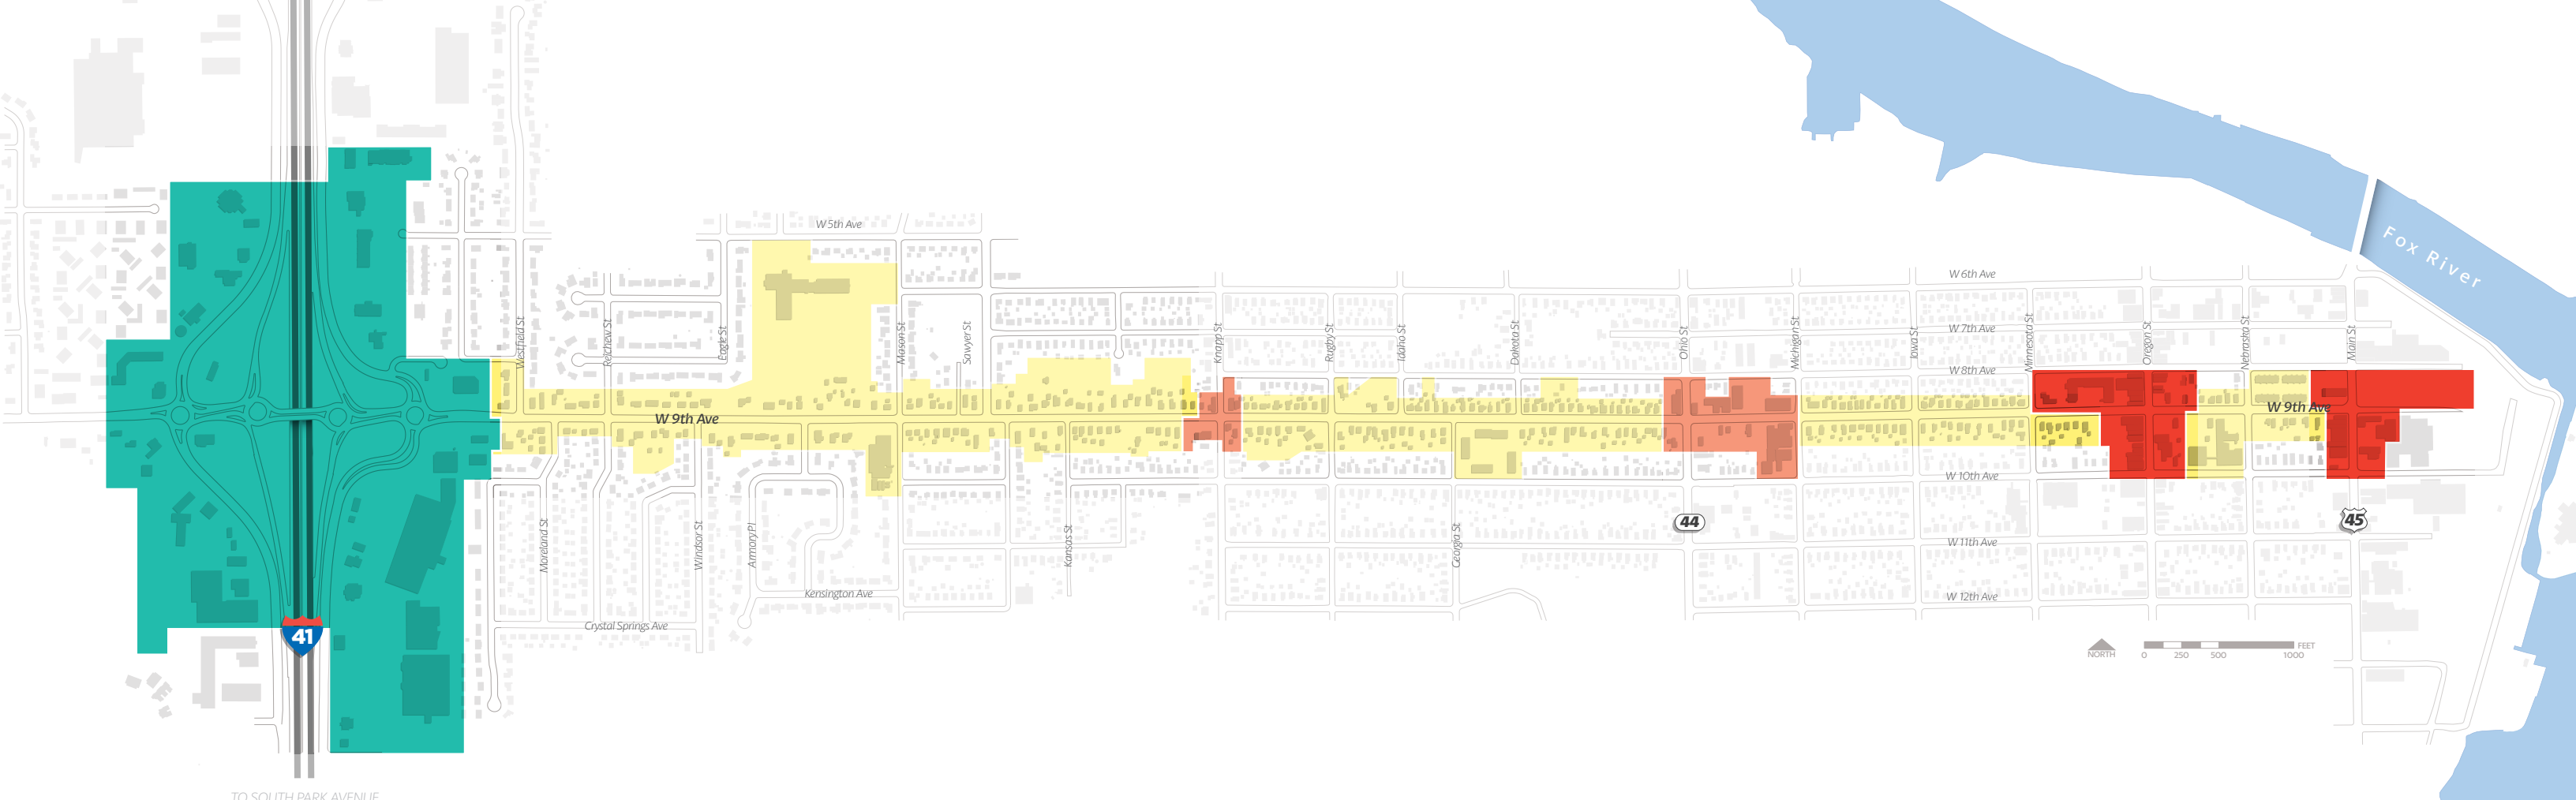 W 5th Ave
Fox River
W 6th Ave
Westfield St
Relchew St
Eagle St
Mason St
Sawyer St
Knapp St
Rugby St
Idaho St
Dakota St
Ohio St
Michigan St
Iowa St
W 7th Ave
Minnesota St
Oregon St
Nebraska St
Main St
W 8th Ave
W 9th Ave
W 9th Ave
W 10th Ave
44
45
Moreland St
Windsor St
Armory Pl
Kansas St
Georgia St
W 11th Ave
Kensington Ave
W 12th Ave
Crystal Springs Ave
41
NORTH
0 250 500 1000
FEET
TO SOUTH PARK AVENUE